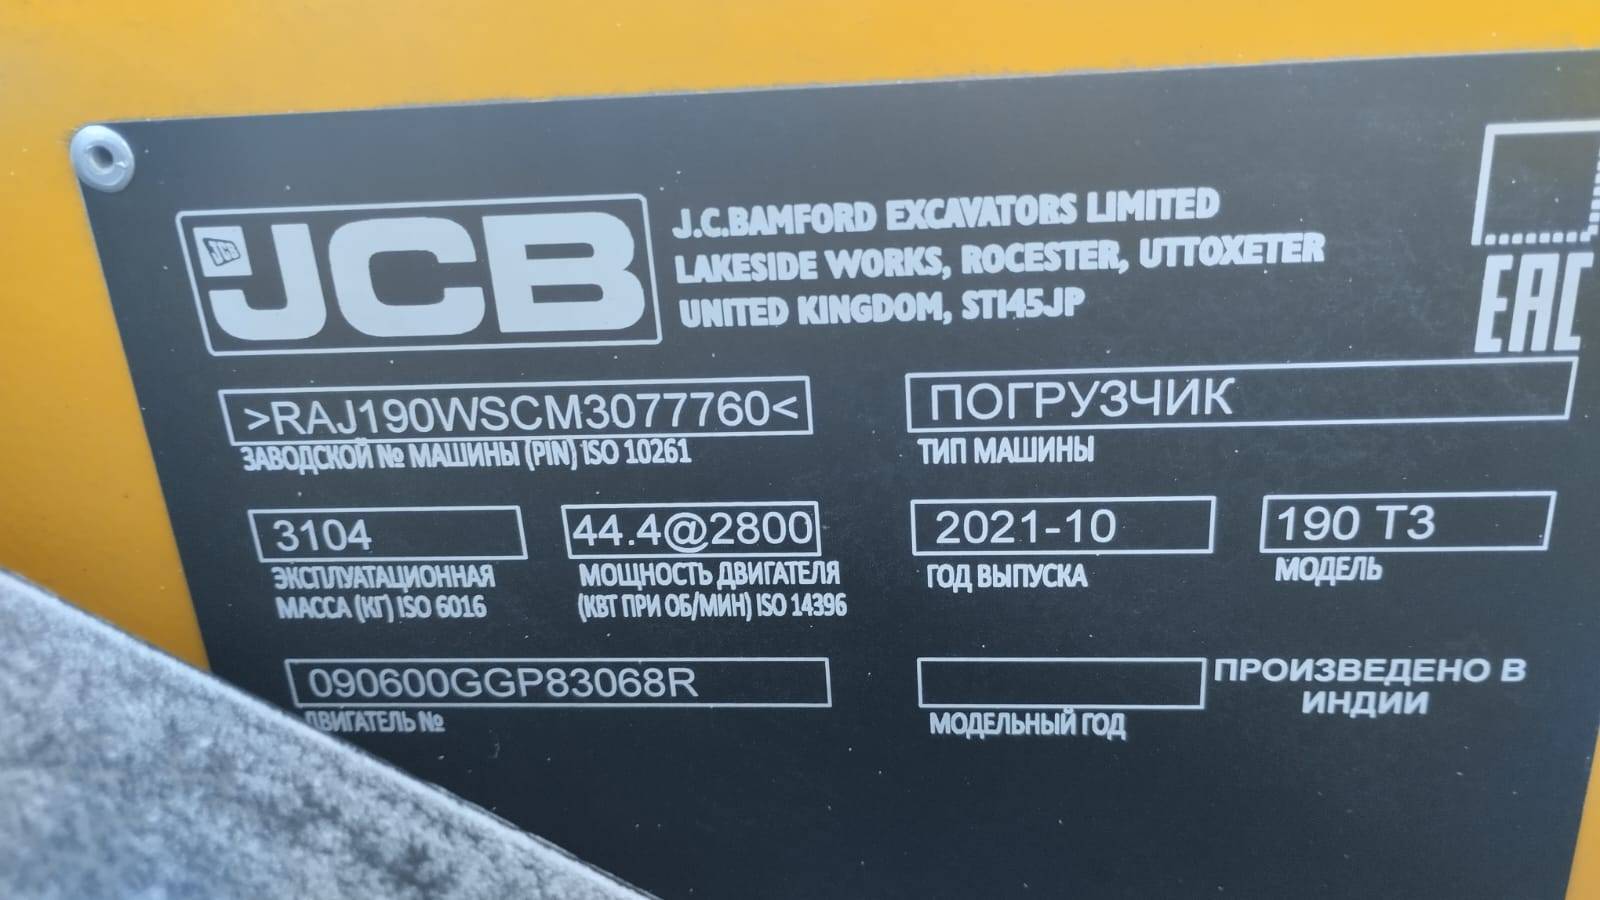 JCB
J.C.BAMFORD EXCAVATORS LIMITED
LAKESIDE WORKS, ROCESTER, UTTOXETER
UNITED KINGDOM, ST145JP
EAC
>RAJ190WSCM3077760<
ЗАВОДСКОЙ № МАШИНЫ (PIN) ISO 10261
ПОГРУЗЧИК
ТИП МАШИНЫ
3104
ЭКСПЛУАТАЦИОННАЯ
МАССА (КГ) ISO 6016
44.4@2800
МОЩНОСТЬ ДВИГАТЕЛЯ
(КВТ ПРИ ОБ/МИН) ISO 14396
2021-10
ГОД ВЫПУСКА
190 T3
МОДЕЛЬ
090600GGP83068R
ДВИГАТЕЛЬ №
МОДЕЛЬНЫЙ ГОД
ПРОИЗВЕДЕНО В
ИНДИИ